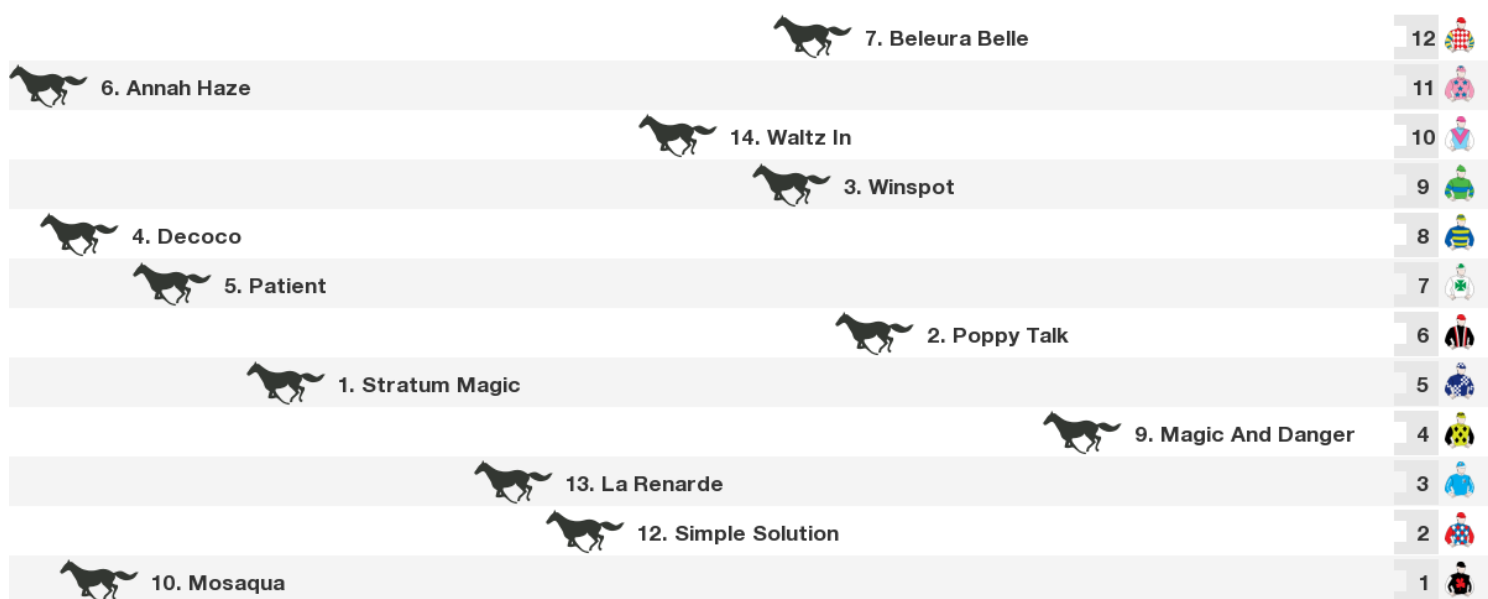 7. Beleura Belle 12
6. Annah Haze 11
14. Waltz In 10
3. Winspot 9
4. Decoco 8
5. Patient 7
2. Poppy Talk 6
1. Stratum Magic 5
9. Magic And Danger 4
13. La Renarde 3
12. Simple Solution 2
10. Mosaqua 1